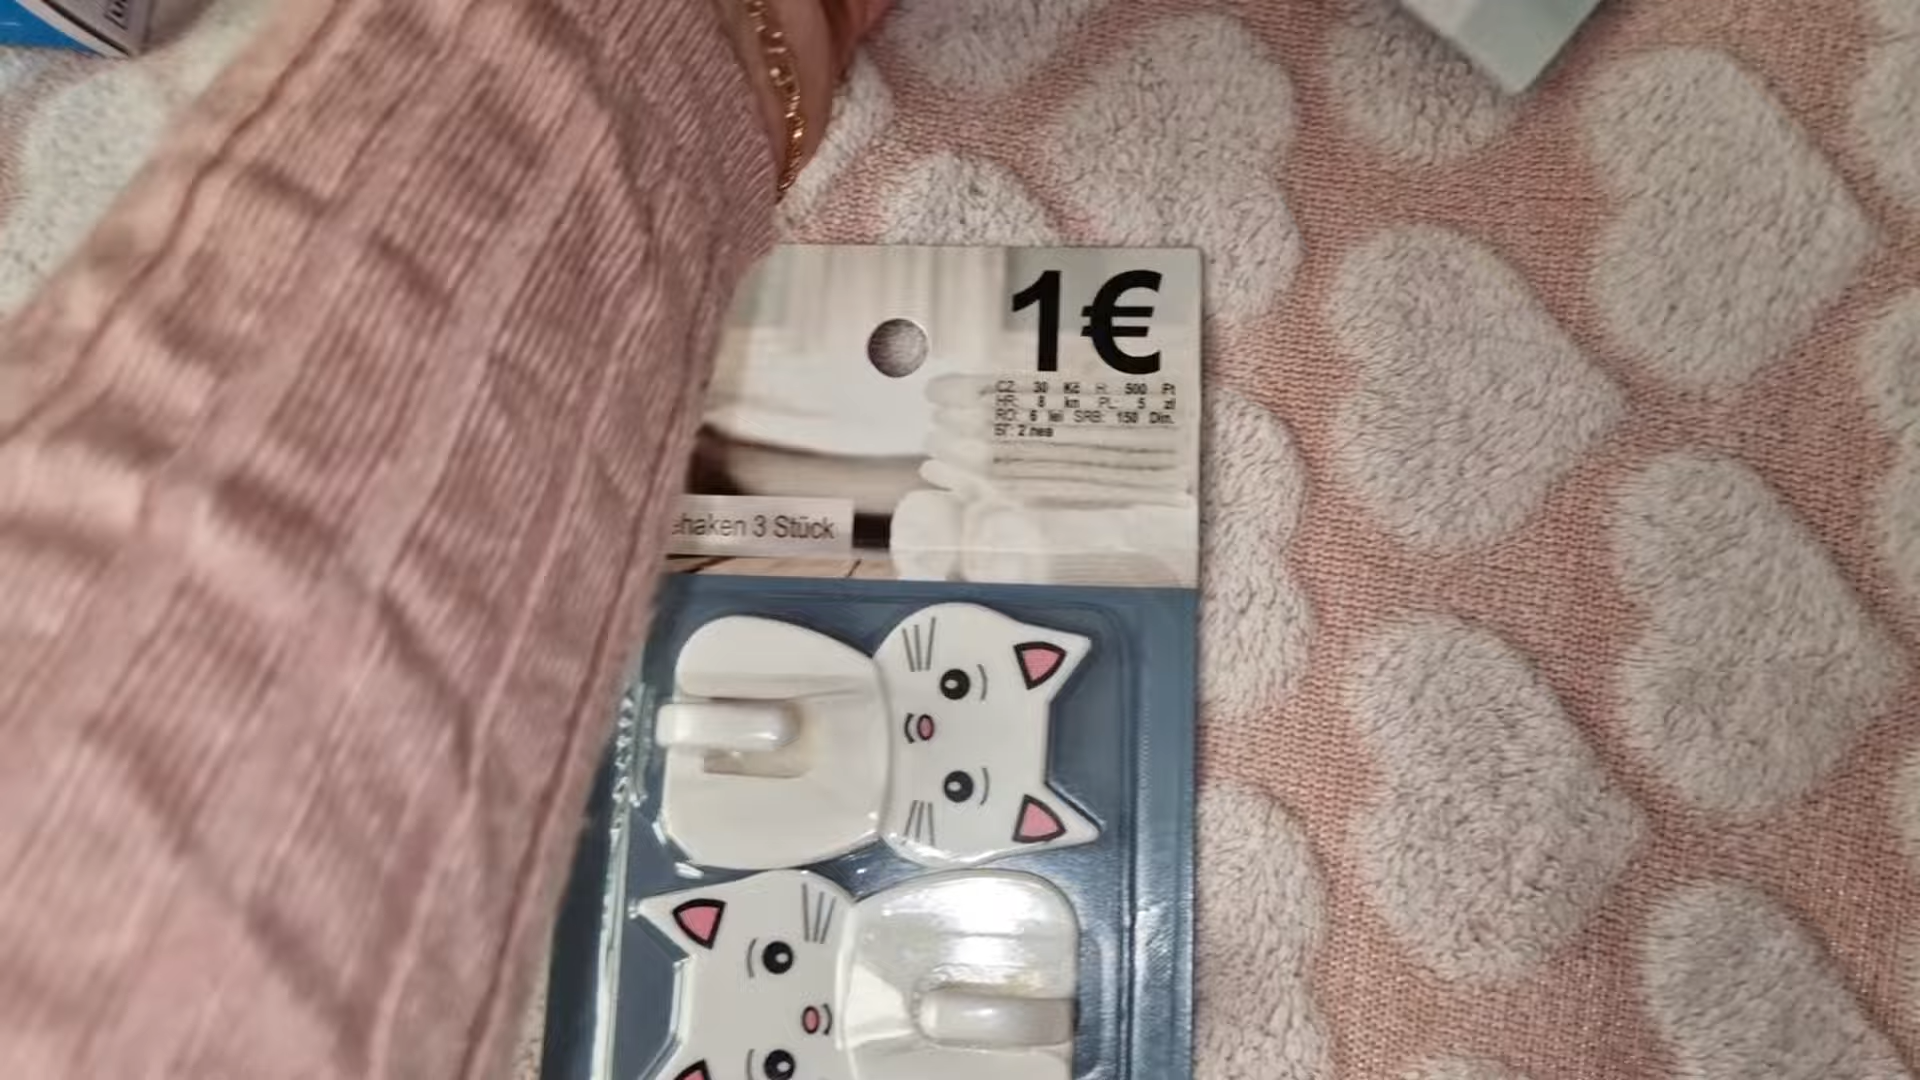 1€
CZ: 30 Kč H: 500 Ft
HR: 8 kn PL: 5 zł
RO: 6 lei SRB: 150 Din.
3 Stück